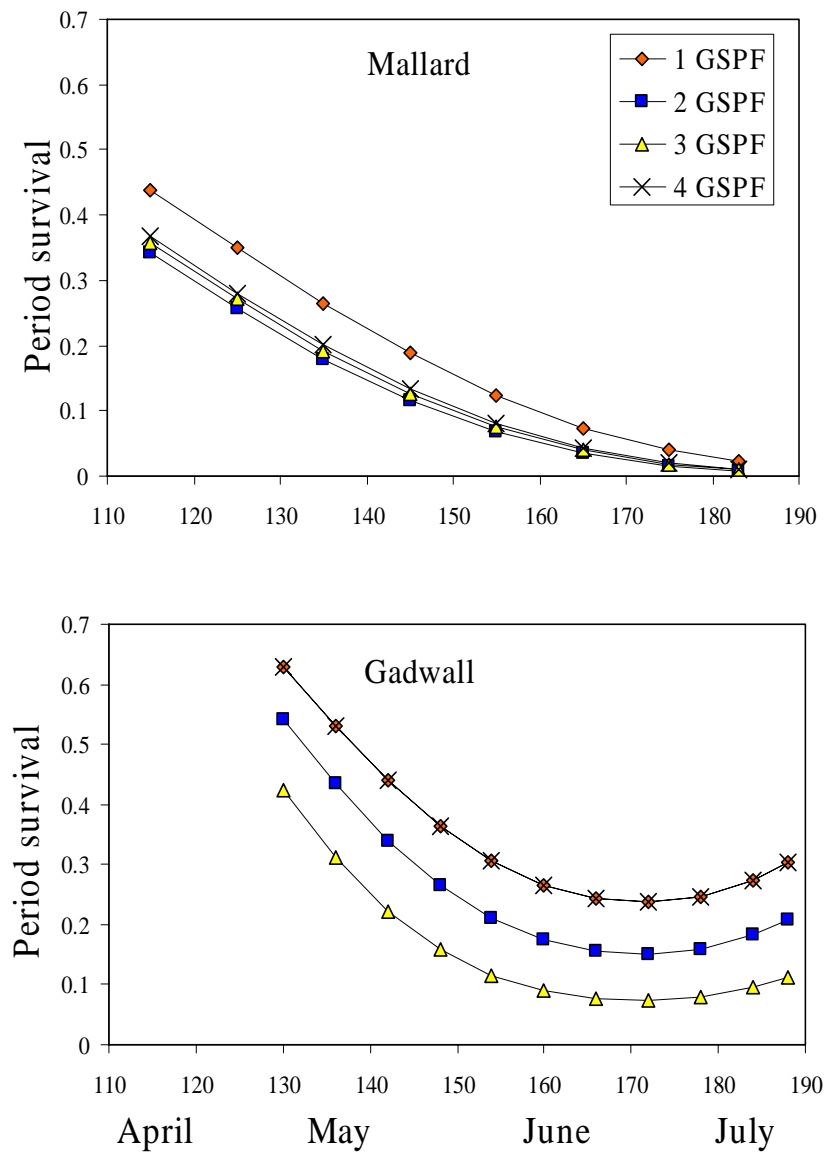 0.7
0.6
0.5
0.4
0.3
0.2
0.1
0
Period survival
Mallard
1 GSPF
2 GSPF
3 GSPF
4 GSPF
110 120 130 140 150 160 170 180 190
0.7
0.6
0.5
0.4
0.3
0.2
0.1
0
Period survival
Gadwall
110 120 130 140 150 160 170 180 190
April May June July